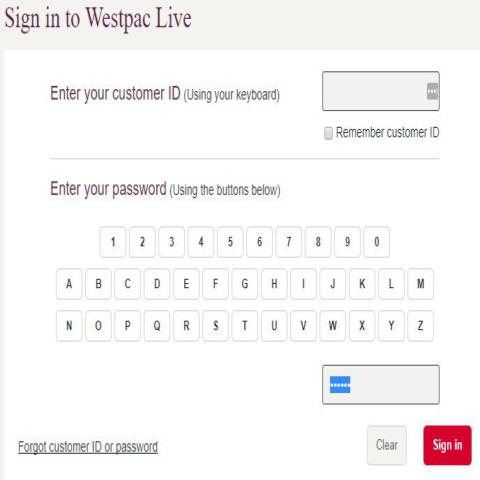 Sign in to Westpac Live
Enter your customer ID (Using your keyboard)
Remember customer ID
Enter your password (Using the buttons below)
1 2 3 4 5 6 7 8 9 0
A B C D E F G H I J K L M
N O P Q R S T U V W X Y Z
••••••
Forgot customer ID or password Clear Sign in